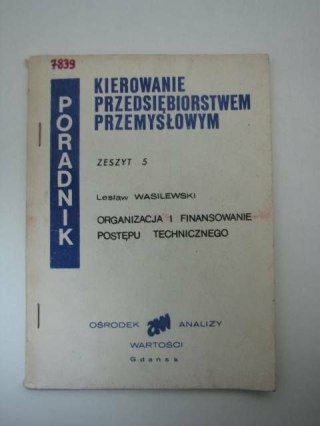 7839
PORADNIK
KIEROWANIE
PRZEDSIĘBIORSTWEM
PRZEMYSŁOWYM
ZESZYT 5
Lesław WASILEWSKI
ORGANIZACJA I FINANSOWANIE
POSTĘPU TECHNICZNEGO
OŚRODEK ANALIZY
WARTOŚCI
Gdańsk